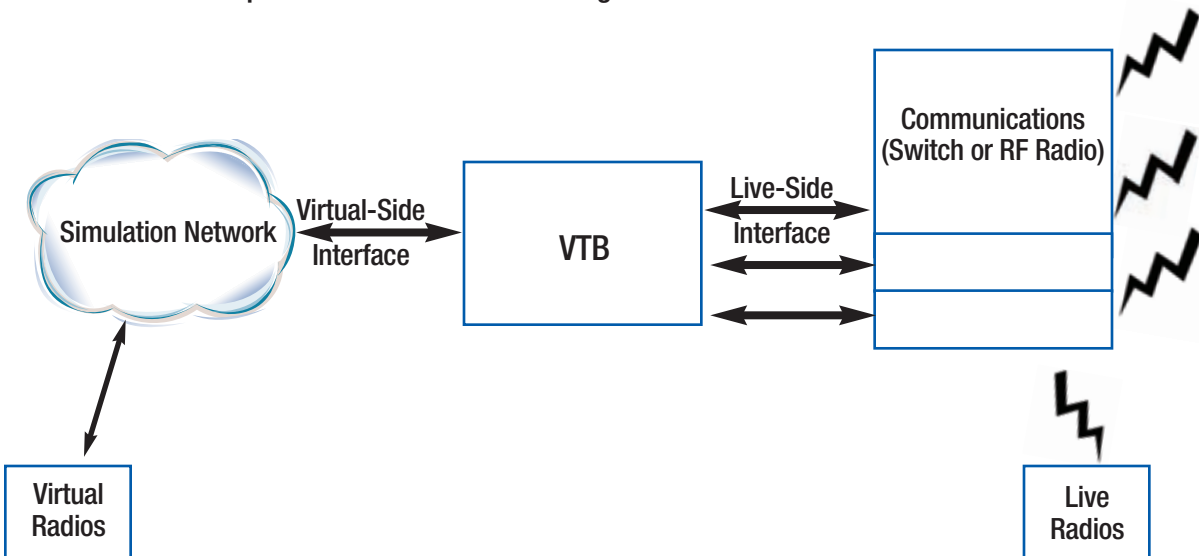 Communications
(Switch or RF Radio)
Simulation Network
Virtual-Side
Interface
VTB
Live-Side
Interface
Virtual
Radios
Live
Radios